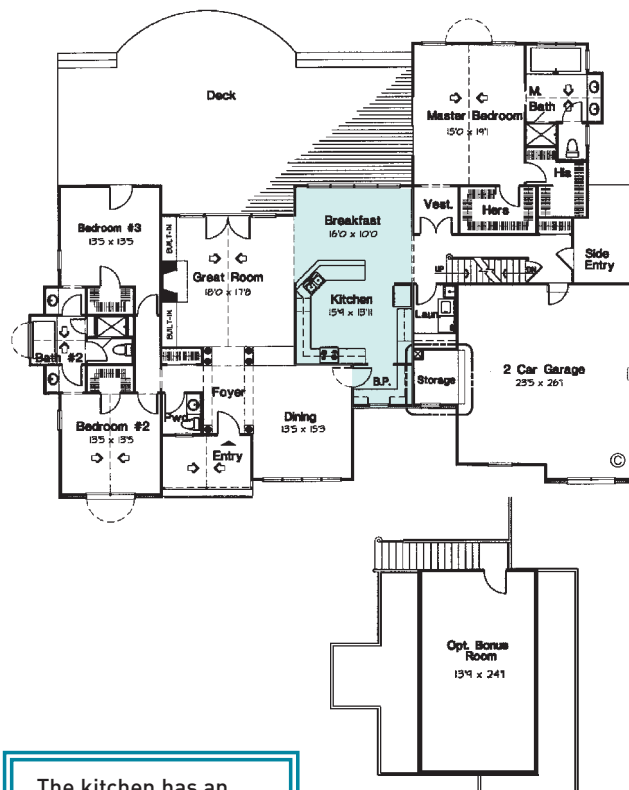 Deck
M.
Bath
Master Bedroom
15'0 x 19'1
His
Hers
Vest.
Breakfast
16'0 x 10'0
Bedroom #3
13'5 x 13'5
BUILT-IN
Great Room
18'0 x 17'8
BUILT-IN
UP
DN
Side
Entry
Kitchen
15'9 x 13'11
Laun.
Bath #2
2 Car Garage
23'5 x 26'1
Storage
B.P.
Foyer
Pwd.
Dining
13'5 x 15'3
Bedroom #2
13'5 x 13'5
Entry
©
Opt. Bonus
Room
13'9 x 24'1
The kitchen has an